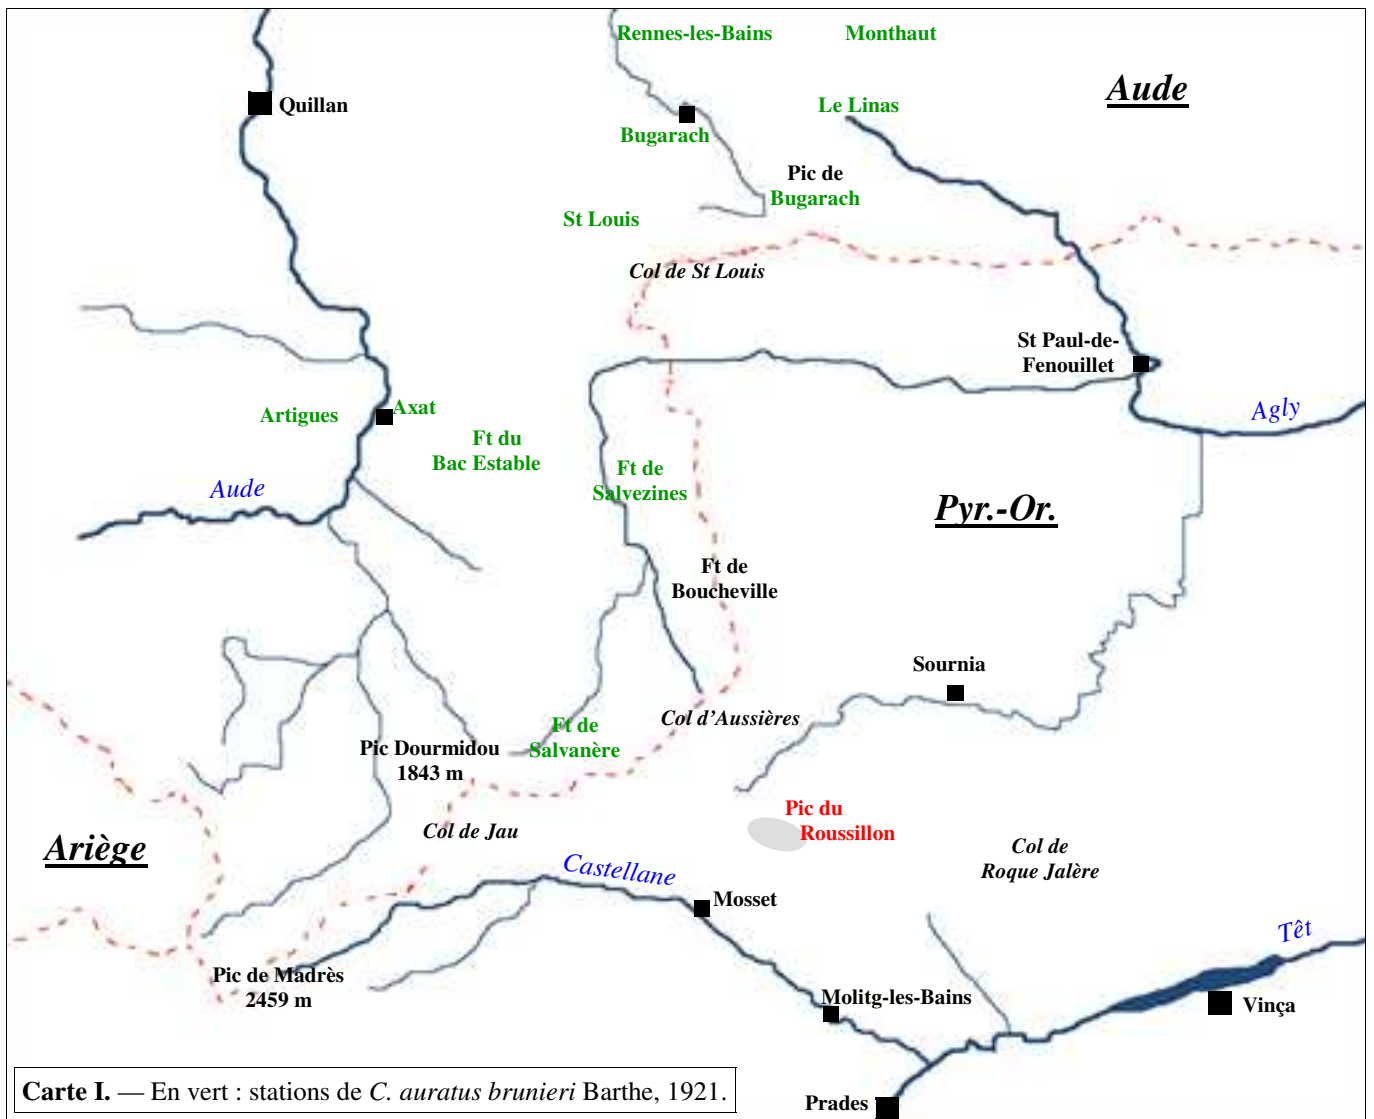 Rennes-les-Bains
Monthaut
Aude
Quillan
Le Linas
Bugarach
Pic de
Bugarach
St Louis
Col de St Louis
St Paul-de-
Fenouillet
Artigues
Axat
Agly
Ft du
Bac Estable
Ft de
Salvezines
Aude
Pyr.-Or.
Ft de
Boucheville
Sournia
Col d’Aussières
Ft de
Salvanère
Pic Dourmidou
1843 m
Pic du
Roussillon
Col de Jau
Ariège
Col de
Roque Jalère
Castellane
Mosset
Têt
Pic de Madrès
2459 m
Molitg-les-Bains
Vinça
Carte I. — En vert : stations de C. auratus brunieri Barthe, 1921.
Prades